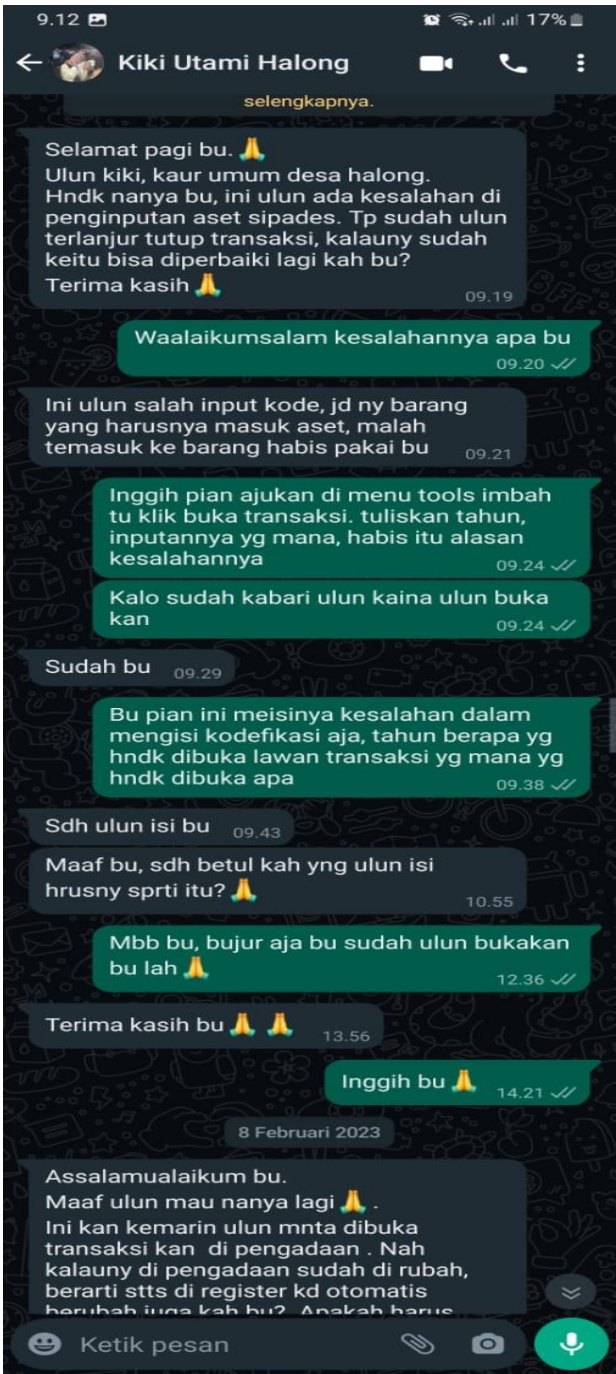 9.12 17%
Kiki Utami Halong
selengkapnya.
Selamat pagi bu. 🙏
Ulun kiki, kaur umum desa halong.
Hndk nanya bu, ini ulun ada kesalahan di
penginputan aset sipades. Tp sudah ulun
terlanjur tutup transaksi, kalauny sudah
keitu bisa diperbaiki lagi kah bu?
Terima kasih 🙏
09.19
Waalaikumsalam kesalahannya apa bu
09.20
Ini ulun salah input kode, jd ny barang
yang harusnya masuk aset, malah
temasuk ke barang habis pakai bu
09.21
Inggih pian ajukan di menu tools imbah
tu klik buka transaksi. tuliskan tahun,
inputannya yg mana, habis itu alasan
kesalahannya
09.24
Kalo sudah kabari ulun kaina ulun buka
kan
09.24
Sudah bu 09.29
Bu pian ini meisinya kesalahan dalam
mengisi kodefikasi aja, tahun berapa yg
hndk dibuka lawan transaksi yg mana yg
hndk dibuka apa
09.38
Sdh ulun isi bu 09.43
Maaf bu, sdh betul kah yng ulun isi
hrusny sprti itu? 🙏
10.55
Mbb bu, bujur aja bu sudah ulun bukakan
bu lah 🙏
12.36
Terima kasih bu 🙏 🙏 13.56
Inggih bu 🙏 14.21
8 Februari 2023
Assalamualaikum bu.
Maaf ulun mau nanya lagi 🙏 .
Ini kan kemarin ulun mnta dibuka
transaksi kan di pengadaan . Nah
kalauny di pengadaan sudah di rubah,
berarti stts di register kd otomatis
berubah juga kah bu? Apakah harus
Ketik pesan